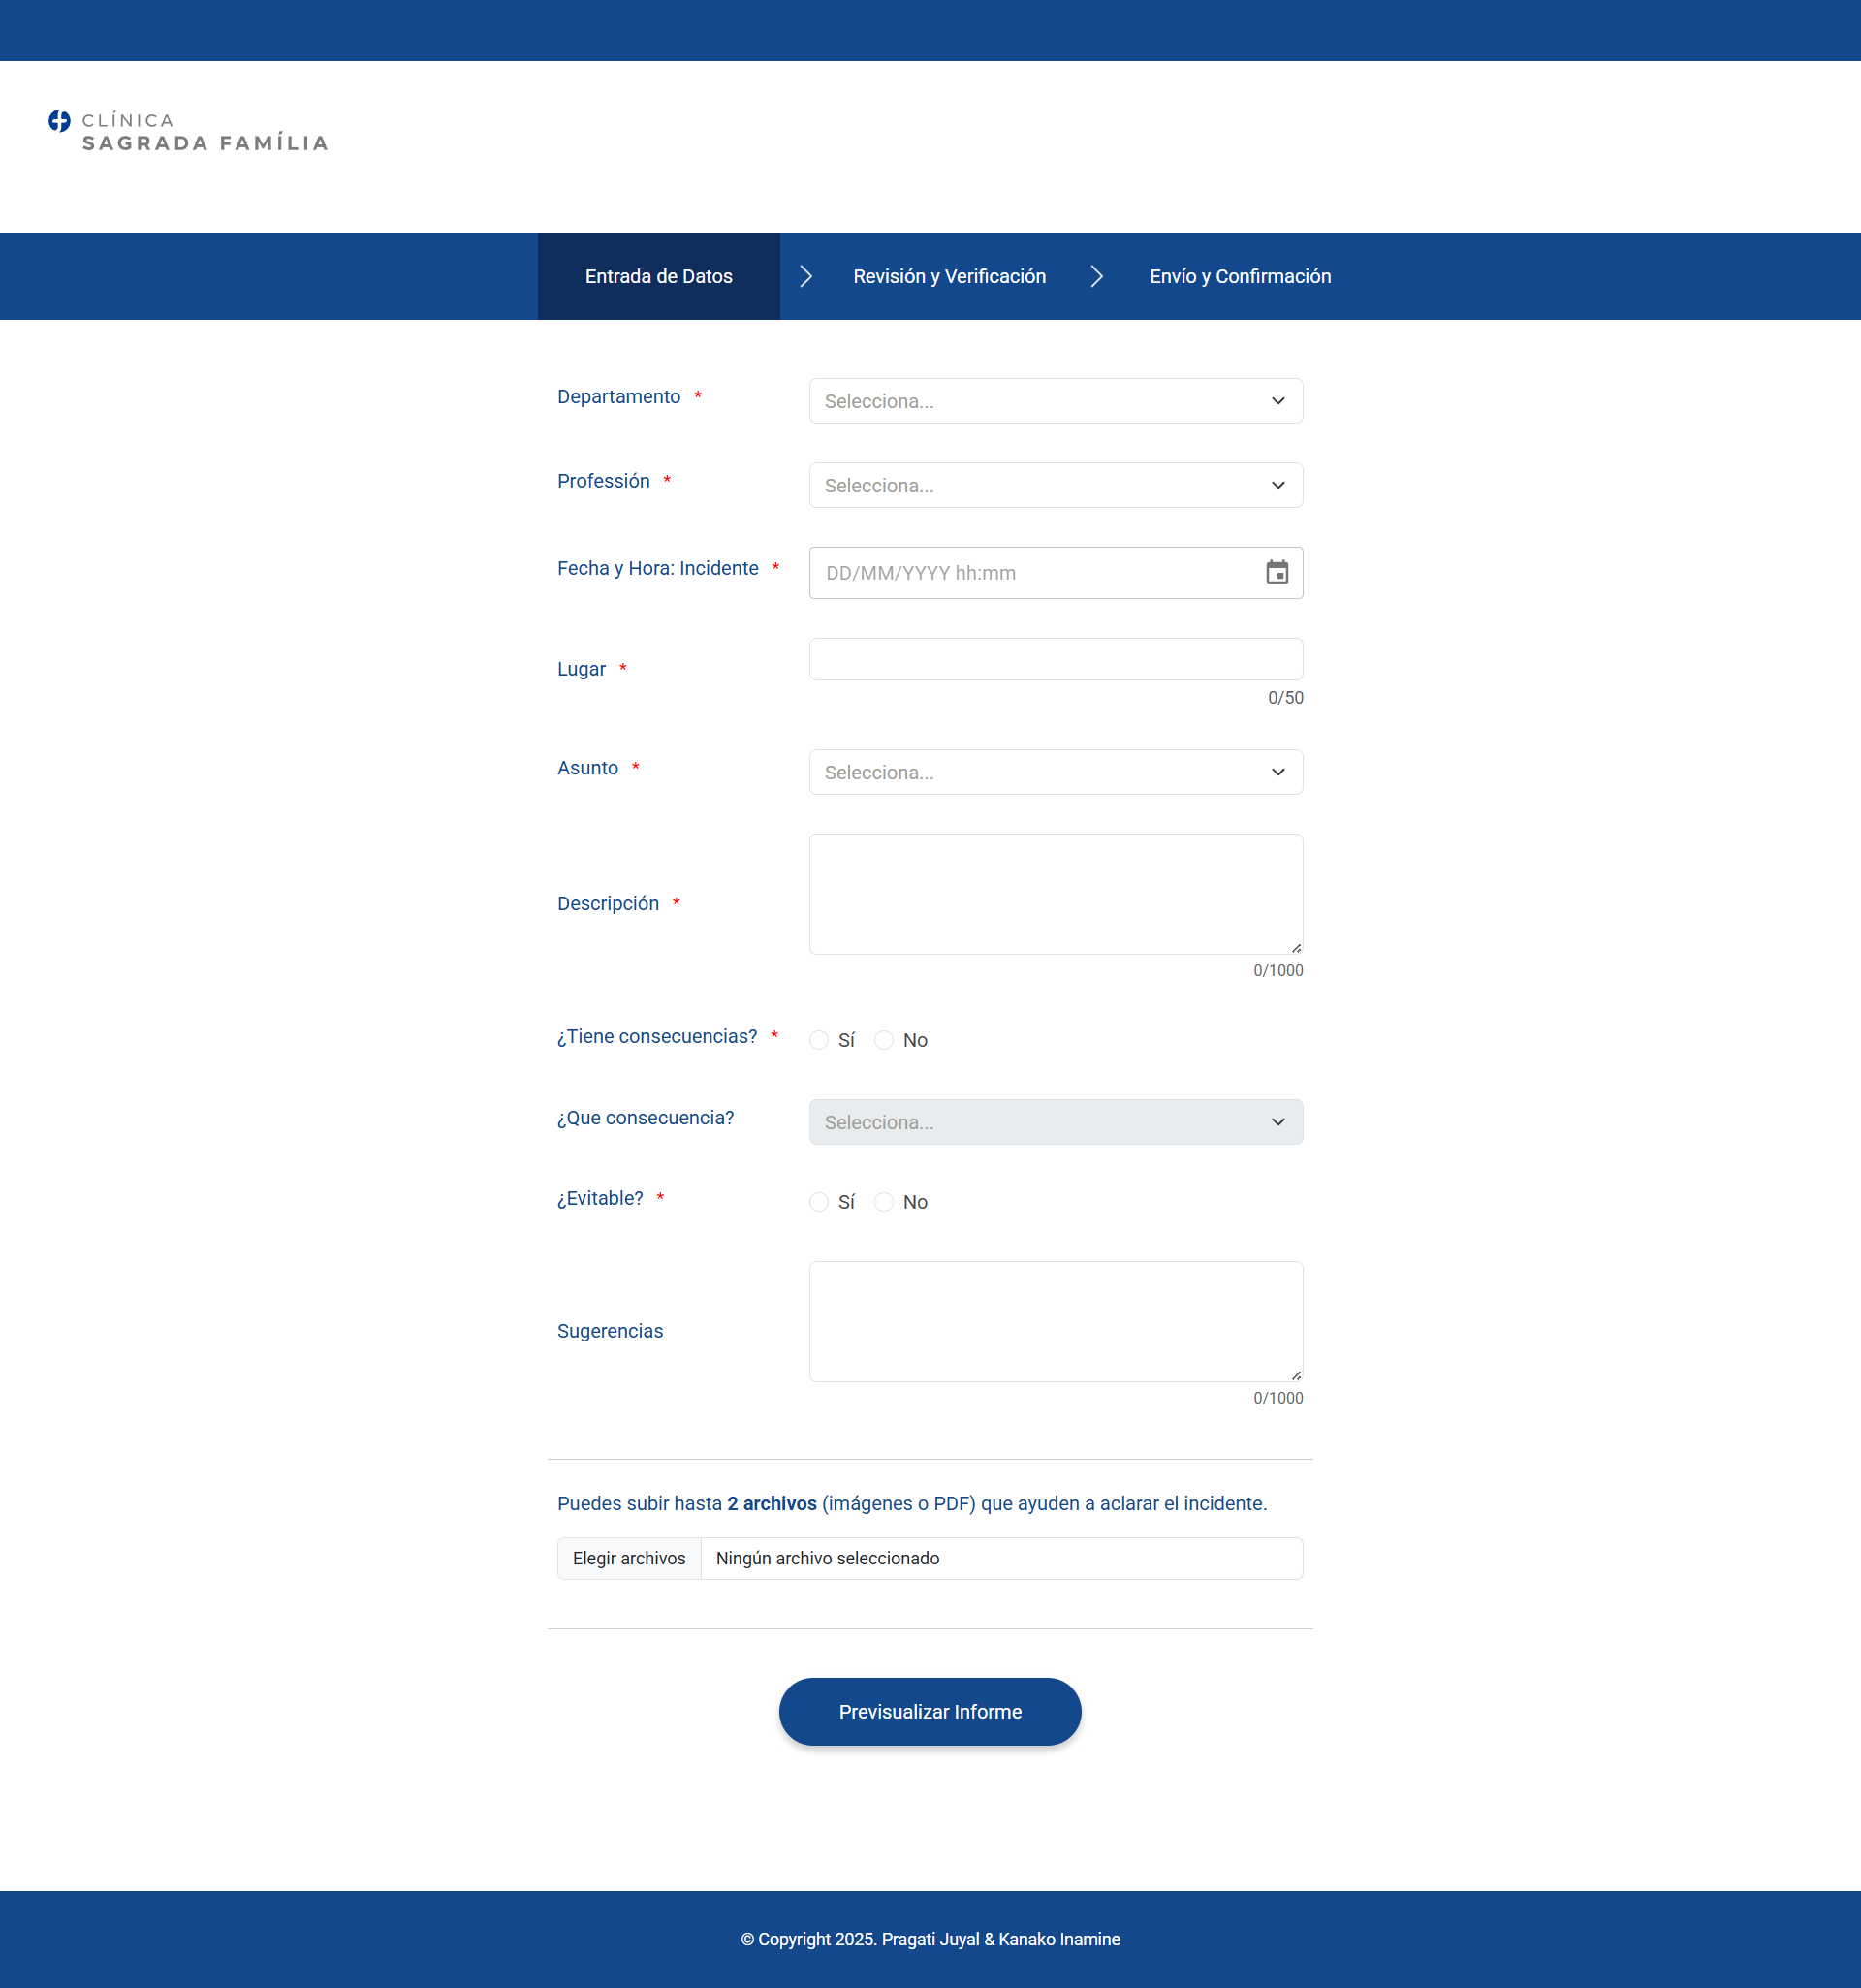 CLÍNICA
SAGRADA FAMÍLIA
Entrada de Datos
Revisión y Verificación
Envío y Confirmación
Departamento *
Selecciona...
Professión *
Selecciona...
Fecha y Hora: Incidente *
DD/MM/YYYY hh:mm
Lugar *
0/50
Asunto *
Selecciona...
Descripción *
0/1000
¿Tiene consecuencias? *
Sí No
¿Que consecuencia?
Selecciona...
¿Evitable? *
Sí No
Sugerencias
0/1000
Puedes subir hasta 2 archivos (imágenes o PDF) que ayuden a aclarar el incidente.
Elegir archivos Ningún archivo seleccionado
Previsualizar Informe
© Copyright 2025. Pragati Juyal & Kanako Inamine